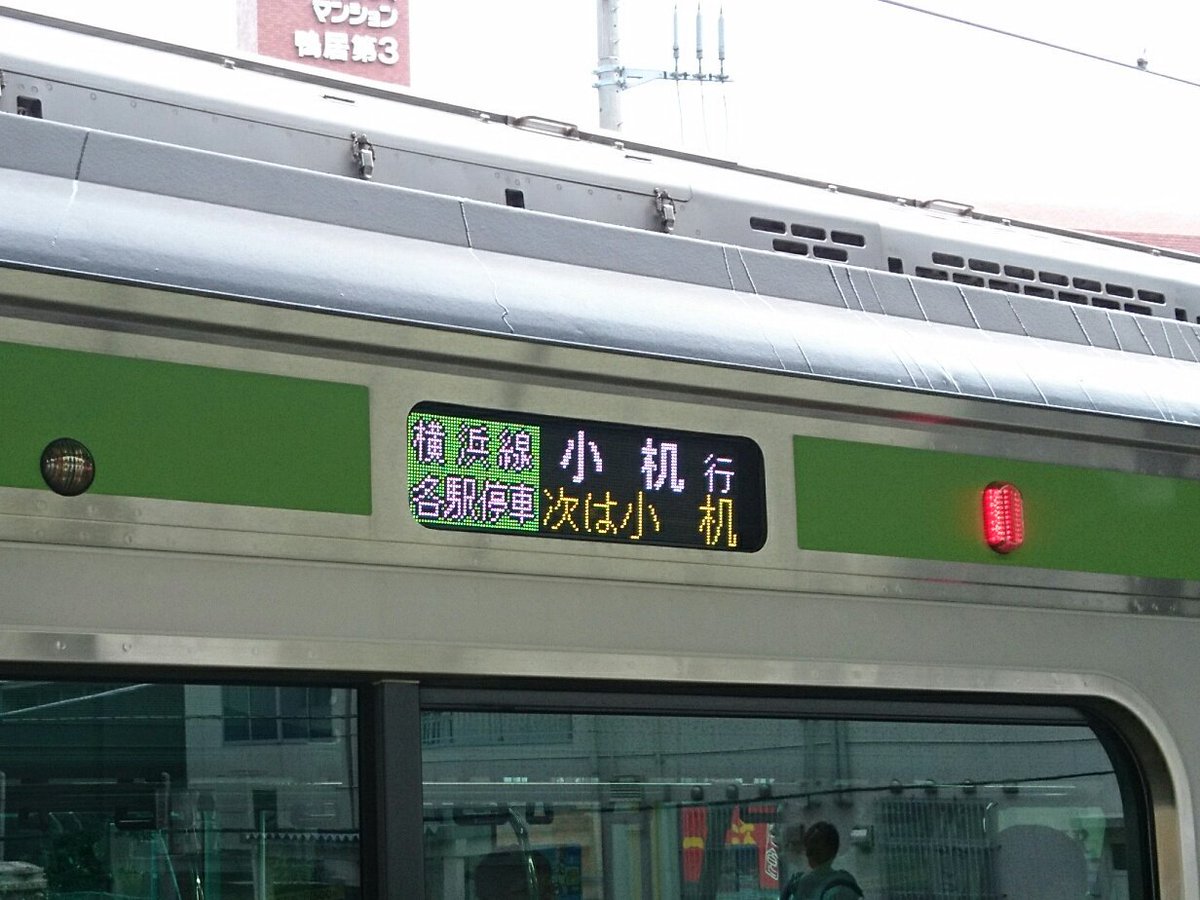 マンション
鴨居第3
横浜線 小机行
各駅停車 次は小机